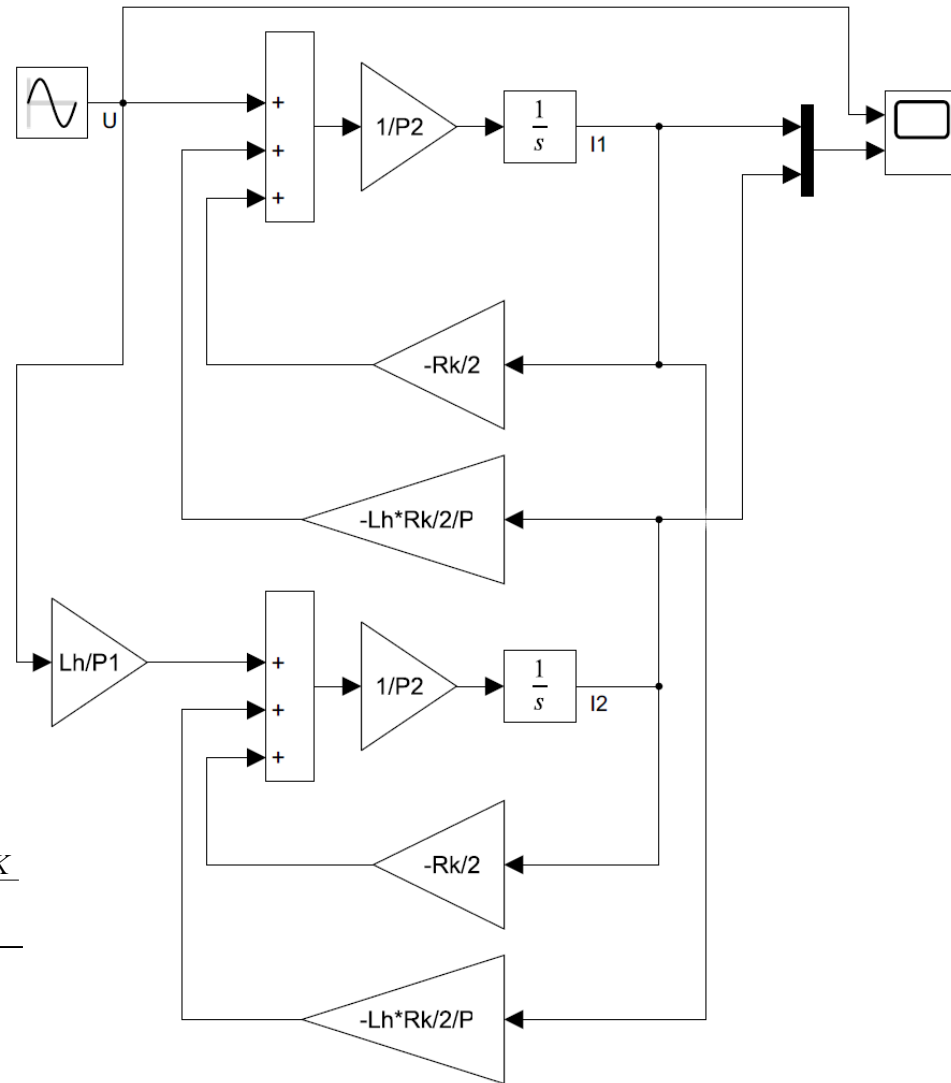 U
+
+
+
1/P2
1
s
I1
-Rk/2
-Lh*Rk/2/P
Lh/P1
+
+
+
1/P2
1
s
I2
-Rk/2
K
-Lh*Rk/2/P